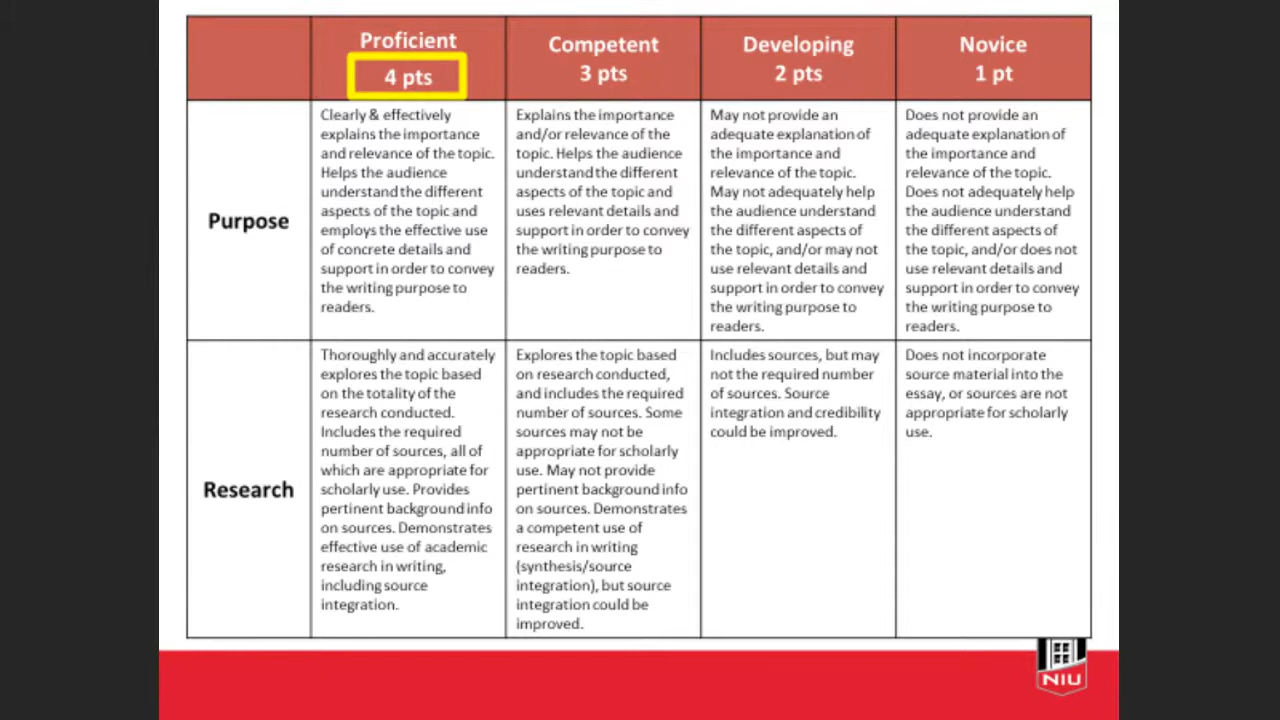 Proficient
4 pts
Competent
3 pts
Developing
2 pts
Novice
1 pt
Purpose
Clearly & effectively
explains the importance
and relevance of the topic.
Helps the audience
understand the different
aspects of the topic and
employs the effective use
of concrete details and
support in order to convey
the writing purpose to
readers.
Explains the importance
and/or relevance of the
topic. Helps the audience
understand the different
aspects of the topic and
uses relevant details and
support in order to convey
the writing purpose to
readers.
May not provide an
adequate explanation of
the importance and
relevance of the topic.
May not adequately help
the audience understand
the different aspects of
the topic, and/or may not
use relevant details and
support in order to convey
the writing purpose to
readers.
Does not provide an
adequate explanation of
the importance and
relevance of the topic.
Does not adequately help
the audience understand
the different aspects of
the topic, and/or does not
use relevant details and
support in order to convey
the writing purpose to
readers.
Research
Thoroughly and accurately
explores the topic based
on the totality of the
research conducted.
Includes the required
number of sources, all of
which are appropriate for
scholarly use. Provides
pertinent background info
on sources. Demonstrates
effective use of academic
research in writing,
including source
integration.
Explores the topic based
on research conducted,
and includes the required
number of sources. Some
sources may not be
appropriate for scholarly
use. May not provide
pertinent background info
on sources. Demonstrates
a competent use of
research in writing
(synthesis/source
integration), but source
integration could be
improved.
Includes sources, but may
not the required number
of sources. Source
integration and credibility
could be improved.
Does not incorporate
source material into the
essay, or sources are not
appropriate for scholarly
use.
NIU